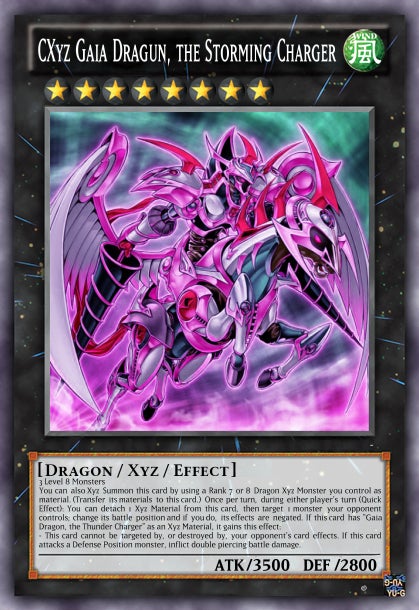 CXyz Gaia Dragun, the Storming Charger
WIND
風
[Dragon / Xyz / Effect]
3 Level 8 Monsters
You can also Xyz Summon this card by using a Rank 7 or 8 Dragon Xyz Monster you control as
material. (Transfer its materials to this card.) Once per turn, during either player's turn (Quick
Effect): You can detach 1 Xyz Material from this card, then target 1 monster your opponent
controls; change its battle position and if you do, its effects are negated. If this card has "Gaia
Dragon, the Thunder Charger" as an Xyz Material, it gains this effect:
- This card cannot be targeted by, or destroyed by, your opponent's card effects. If this card
attacks a Defense Position monster, inflict double piercing battle damage.
ATK/3500 DEF/2800
YU-G